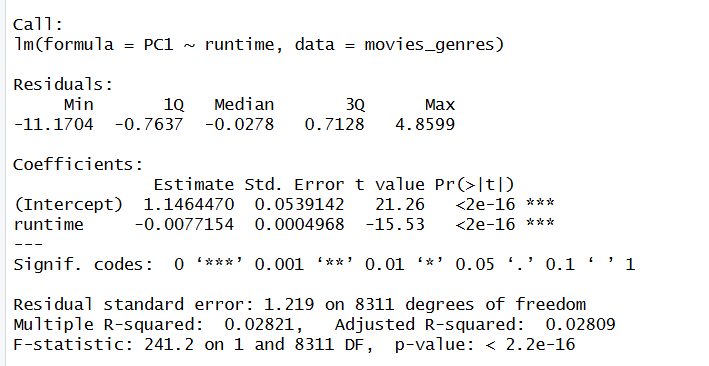 Call:
lm(formula = PC1 ~ runtime, data = movies_genres)
Residuals:
Min 1Q Median 3Q Max
-11.1704 -0.7637 -0.0278 0.7128 4.8599
Coefficients:
Estimate Std. Error t value Pr(>|t|)
(Intercept) 1.1464470 0.0539142 21.26 <2e-16 ***
runtime -0.0077154 0.0004968 -15.53 <2e-16 ***
---
Signif. codes: 0 ‘***’ 0.001 ‘**’ 0.01 ‘*’ 0.05 ‘.’ 0.1 ‘ ’ 1
Residual standard error: 1.219 on 8311 degrees of freedom
Multiple R-squared: 0.02821, Adjusted R-squared: 0.02809
F-statistic: 241.2 on 1 and 8311 DF, p-value: < 2.2e-16